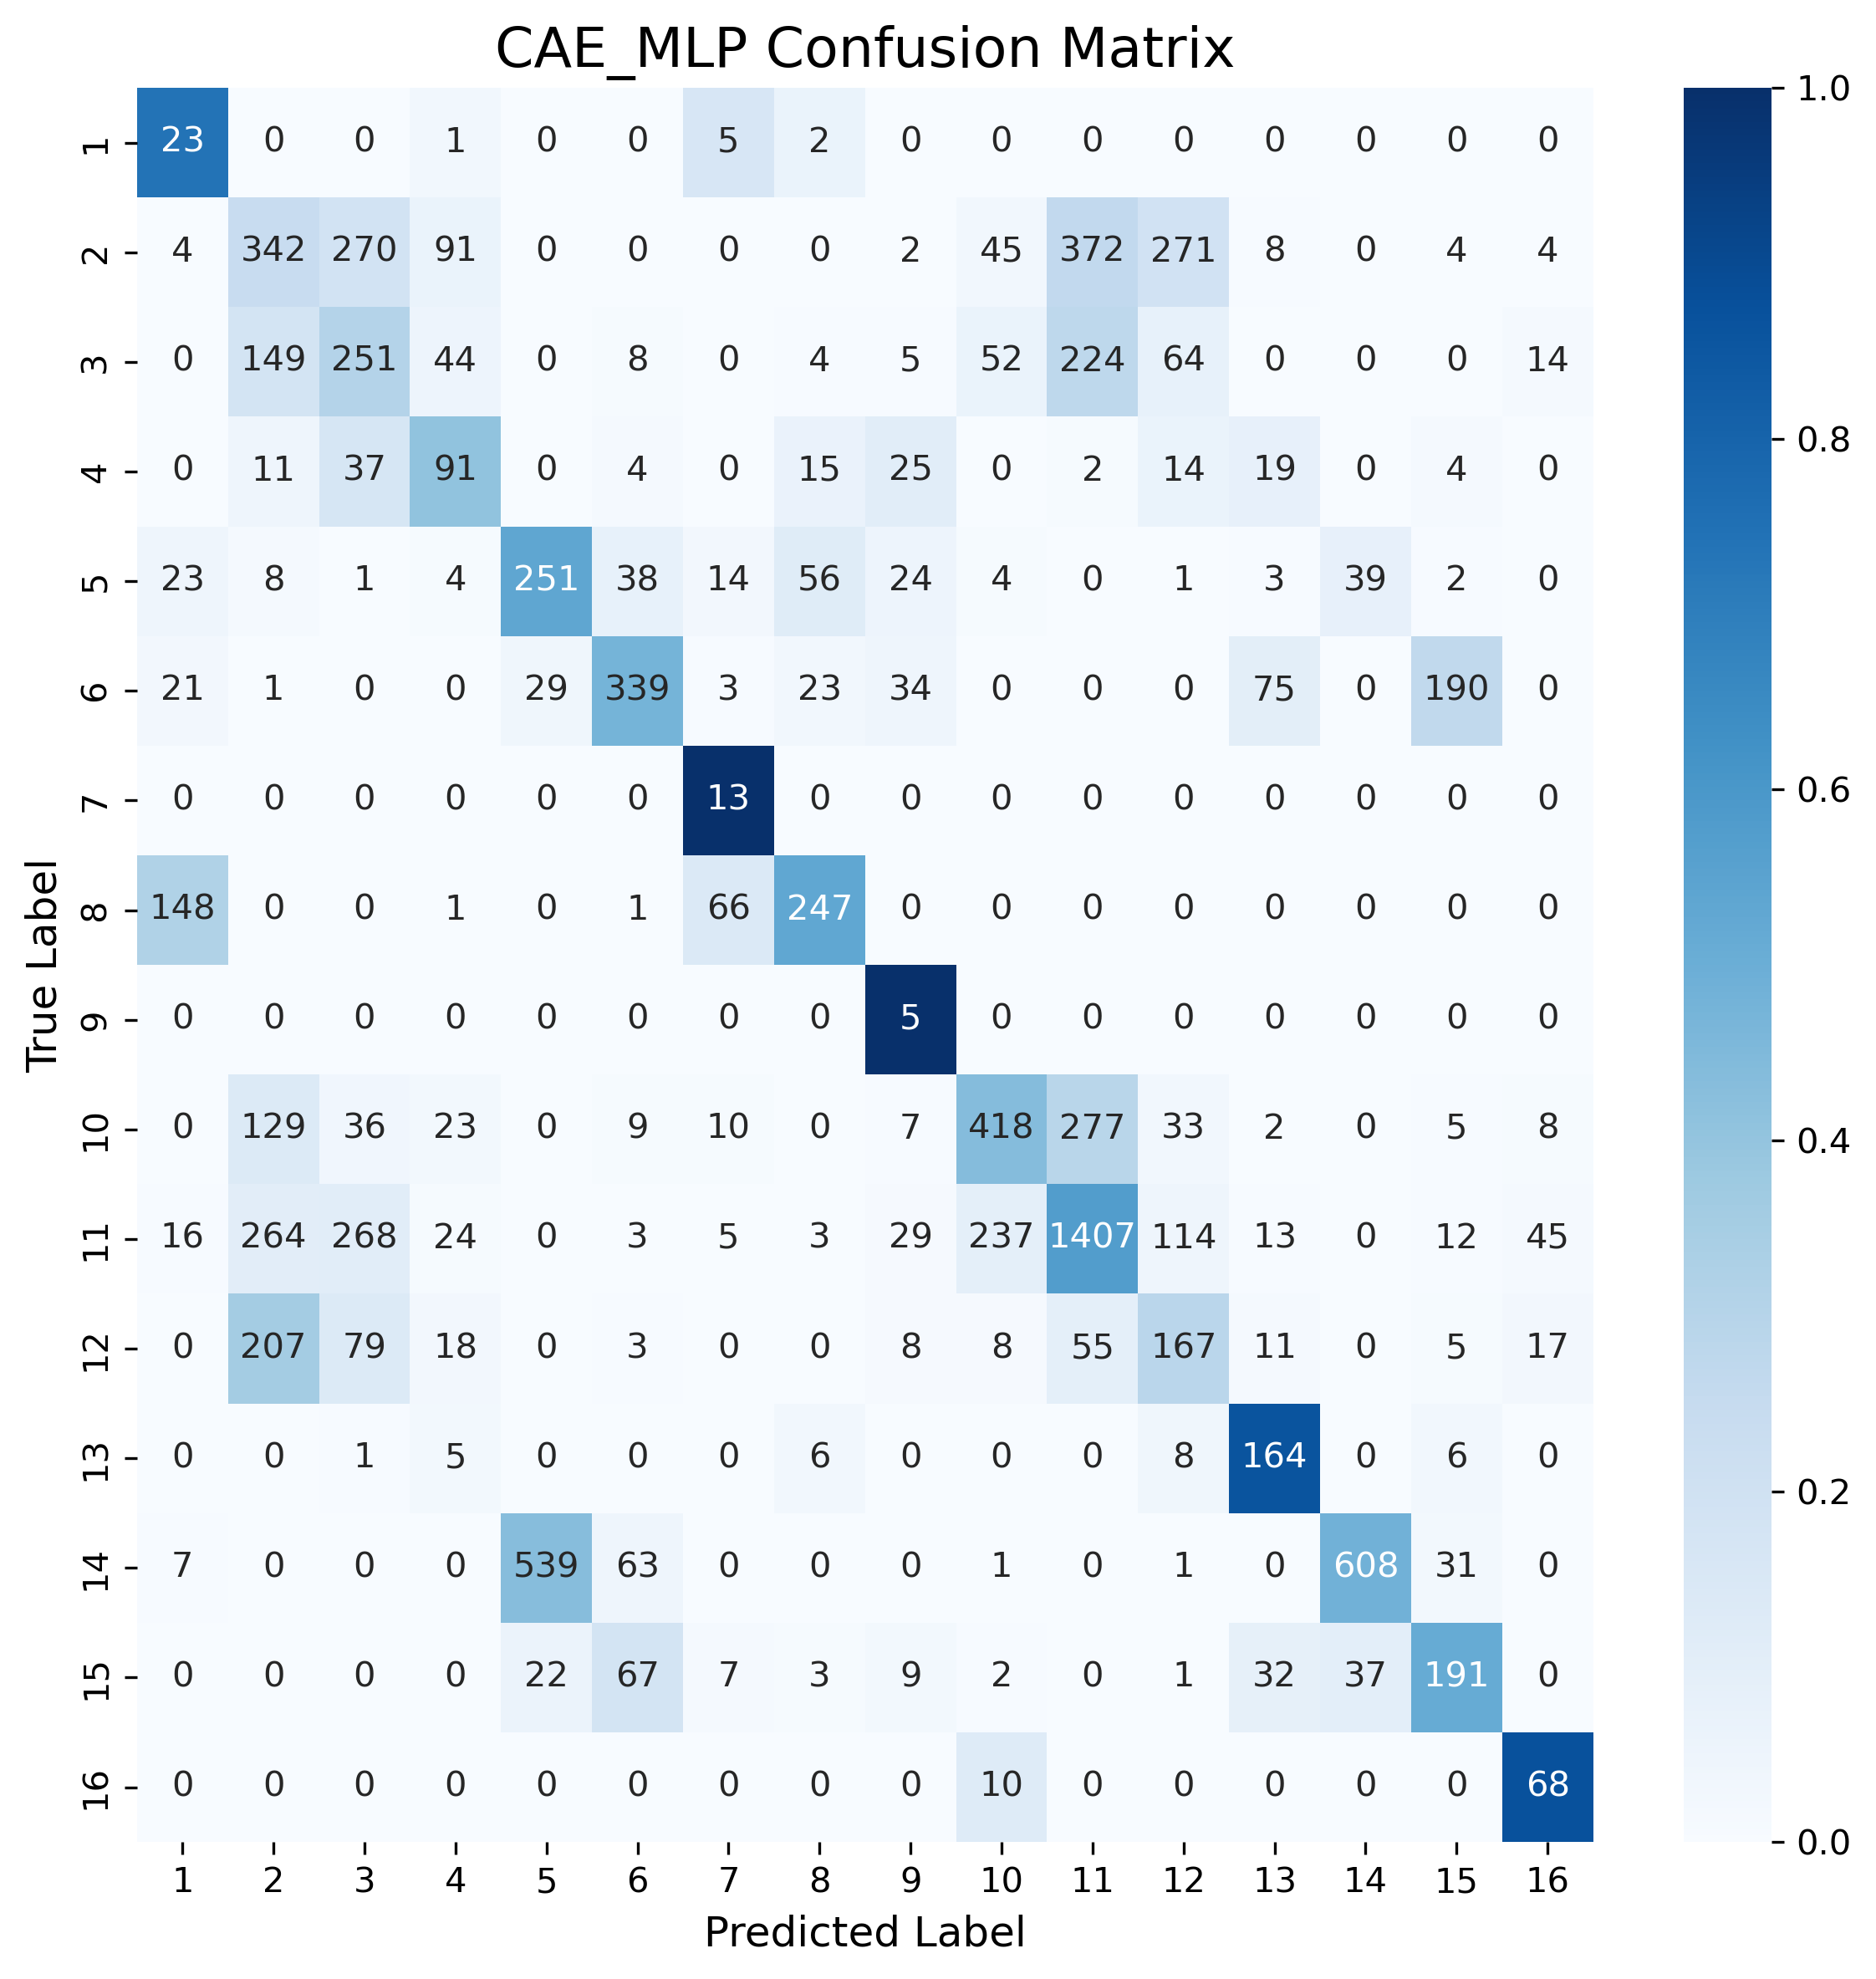 CAE_MLP Confusion Matrix
1 23 0 0 1 0 0 5 2 0 0 0 0 0 0 0 0
2 4 342 270 91 0 0 0 0 2 45 372 271 8 0 4 4
3 0 149 251 44 0 8 0 4 5 52 224 64 0 0 0 14
4 0 11 37 91 0 4 0 15 25 0 2 14 19 0 4 0
5 23 8 1 4 251 38 14 56 24 4 0 1 3 39 2 0
6 21 1 0 0 29 339 3 23 34 0 0 0 75 0 190 0
7 0 0 0 0 0 0 13 0 0 0 0 0 0 0 0 0
8 148 0 0 1 0 1 66 247 0 0 0 0 0 0 0 0
9 0 0 0 0 0 0 0 0 5 0 0 0 0 0 0 0
10 0 129 36 23 0 9 10 0 7 418 277 33 2 0 5 8
11 16 264 268 24 0 3 5 3 29 237 1407 114 13 0 12 45
12 0 207 79 18 0 3 0 0 8 8 55 167 11 0 5 17
13 0 0 1 5 0 0 0 6 0 0 0 8 164 0 6 0
14 7 0 0 0 539 63 0 0 0 1 0 1 0 608 31 0
15 0 0 0 0 22 67 7 3 9 2 0 1 32 37 191 0
16 0 0 0 0 0 0 0 0 0 10 0 0 0 0 0 68
1 2 3 4 5 6 7 8 9 10 11 12 13 14 15 16
Predicted Label
True Label
1.0
0.8
0.6
0.4
0.2
0.0